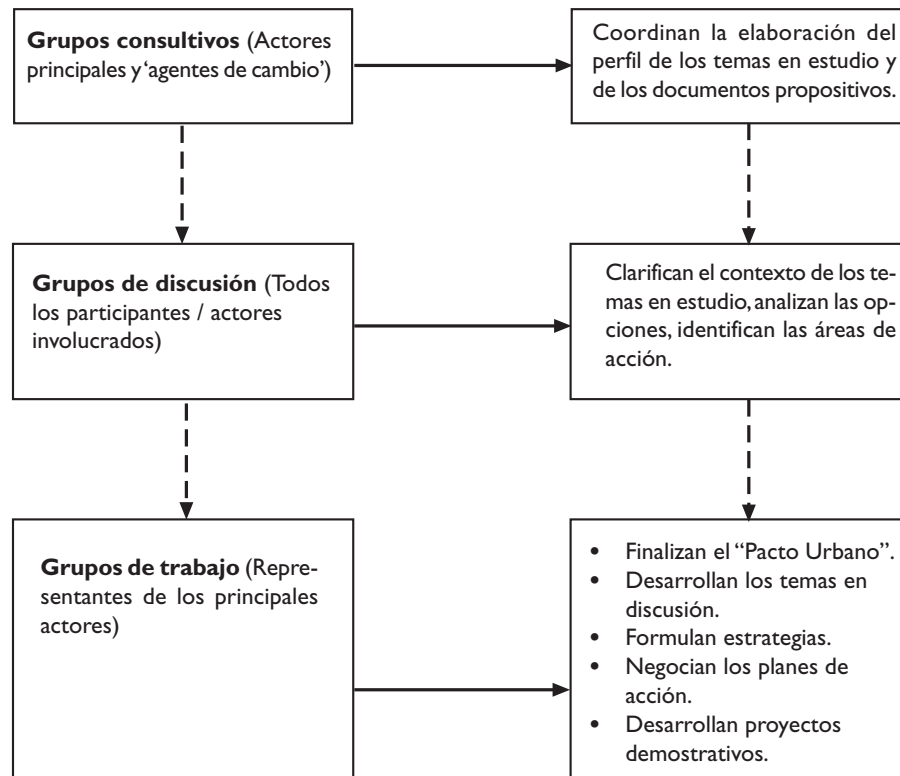 Grupos consultivos (Actores
principales y ‘agentes de cambio’)
Coordinan la elaboración del
perfil de los temas en estudio y
de los documentos propositivos.
Grupos de discusión (Todos
los participantes / actores
involucrados)
Clarifican el contexto de los te-
mas en estudio, analizan las op-
ciones, identifican las áreas de
acción.
Grupos de trabajo (Repre-
sentantes de los principales
actores)
• Finalizan el “Pacto Urbano”.
• Desarrollan los temas en
discusión.
• Formulan estrategias.
• Negocian los planes de
acción.
• Desarrollan proyectos
demostrativos.